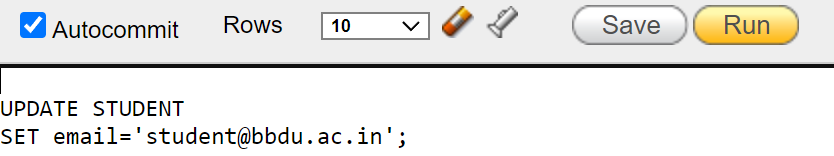 Autocommit Rows 10 Save Run
UPDATE STUDENT
SET email='student@bbdu.ac.in';